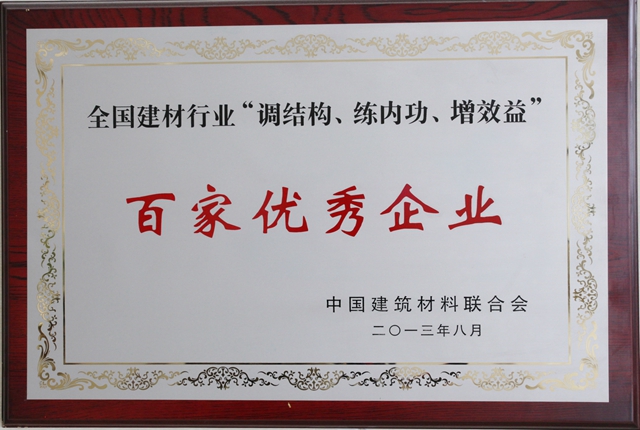 全国建材行业“调结构、练内功、增效益”
百家优秀企业
中国建筑材料联合会
二〇一三年八月